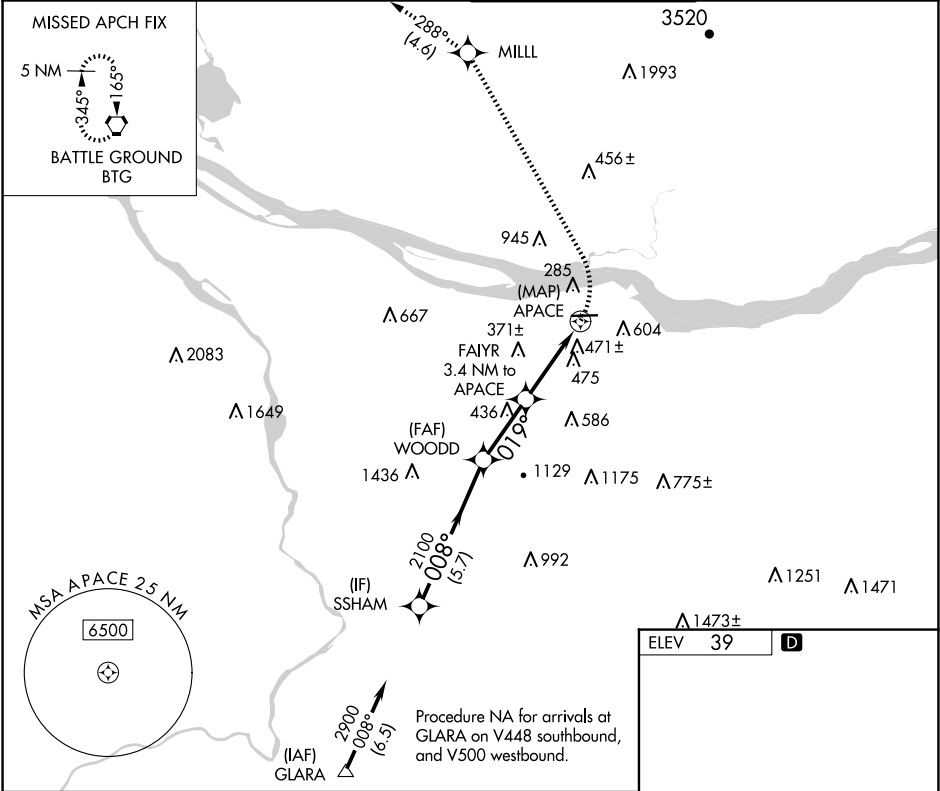 MISSED APCH FIX
5 NM
345°
165°
BATTLE GROUND
BTG
288°
(4.6)
MILLL
3520
1993
456±
945
285
(MAP)
APACE
667
371±
604
471±
475
FAIYR
3.4 NM to
APACE
2083
1649
436
586
019°
(FAF)
WOODD
1436
1129
1175
775±
2100
008°
(5.7)
992
(IF)
SSHAM
1251
1471
1473±
MSA APACE 25 NM
6500
ELEV 39
D
2900
008°
(6.5)
(IAF)
GLARA
Procedure NA for arrivals at
GLARA on V448 southbound,
and V500 westbound.